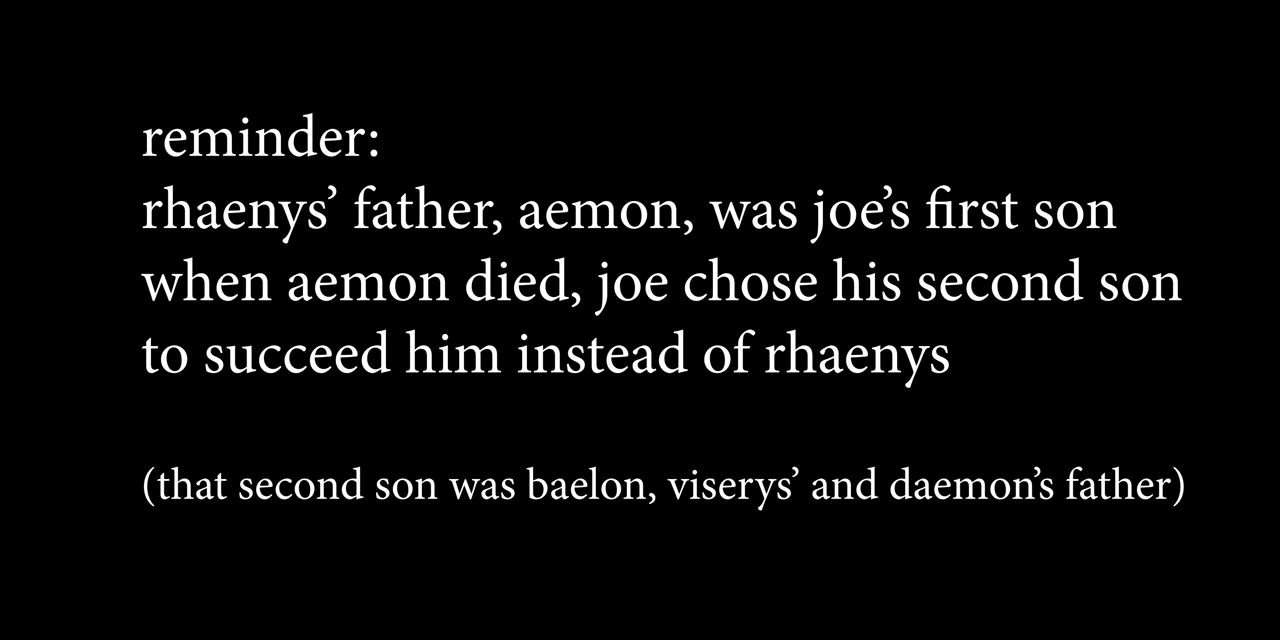 reminder:
rhaenys’ father, aemon, was joe’s first son
when aemon died, joe chose his second son
to succeed him instead of rhaenys
(that second son was baelon, viserys’ and daemon’s father)